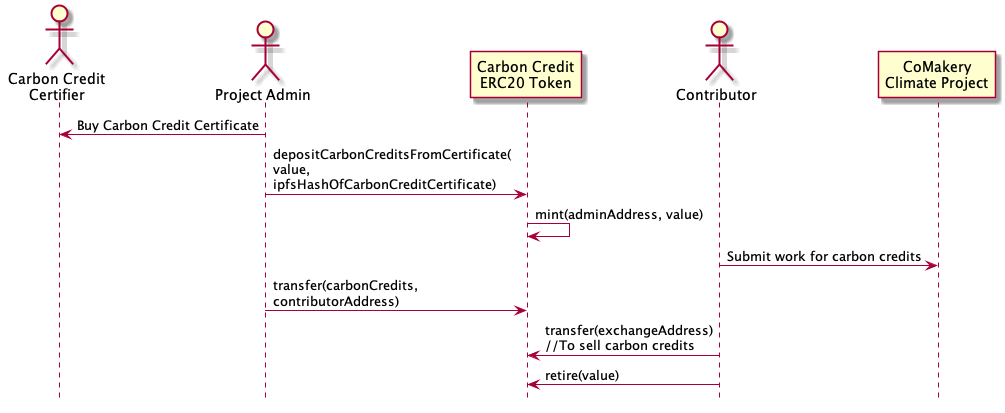 Carbon Credit
Certifier
Project Admin
Carbon Credit
ERC20 Token
Contributor
CoMakery
Climate Project
Buy Carbon Credit Certificate
depositCarbonCreditsFromCertificate(
value,
ipfsHashOfCarbonCreditCertificate)
mint(adminAddress, value)
Submit work for carbon credits
transfer(carbonCredits,
contributorAddress)
transfer(exchangeAddress)
//To sell carbon credits
retire(value)